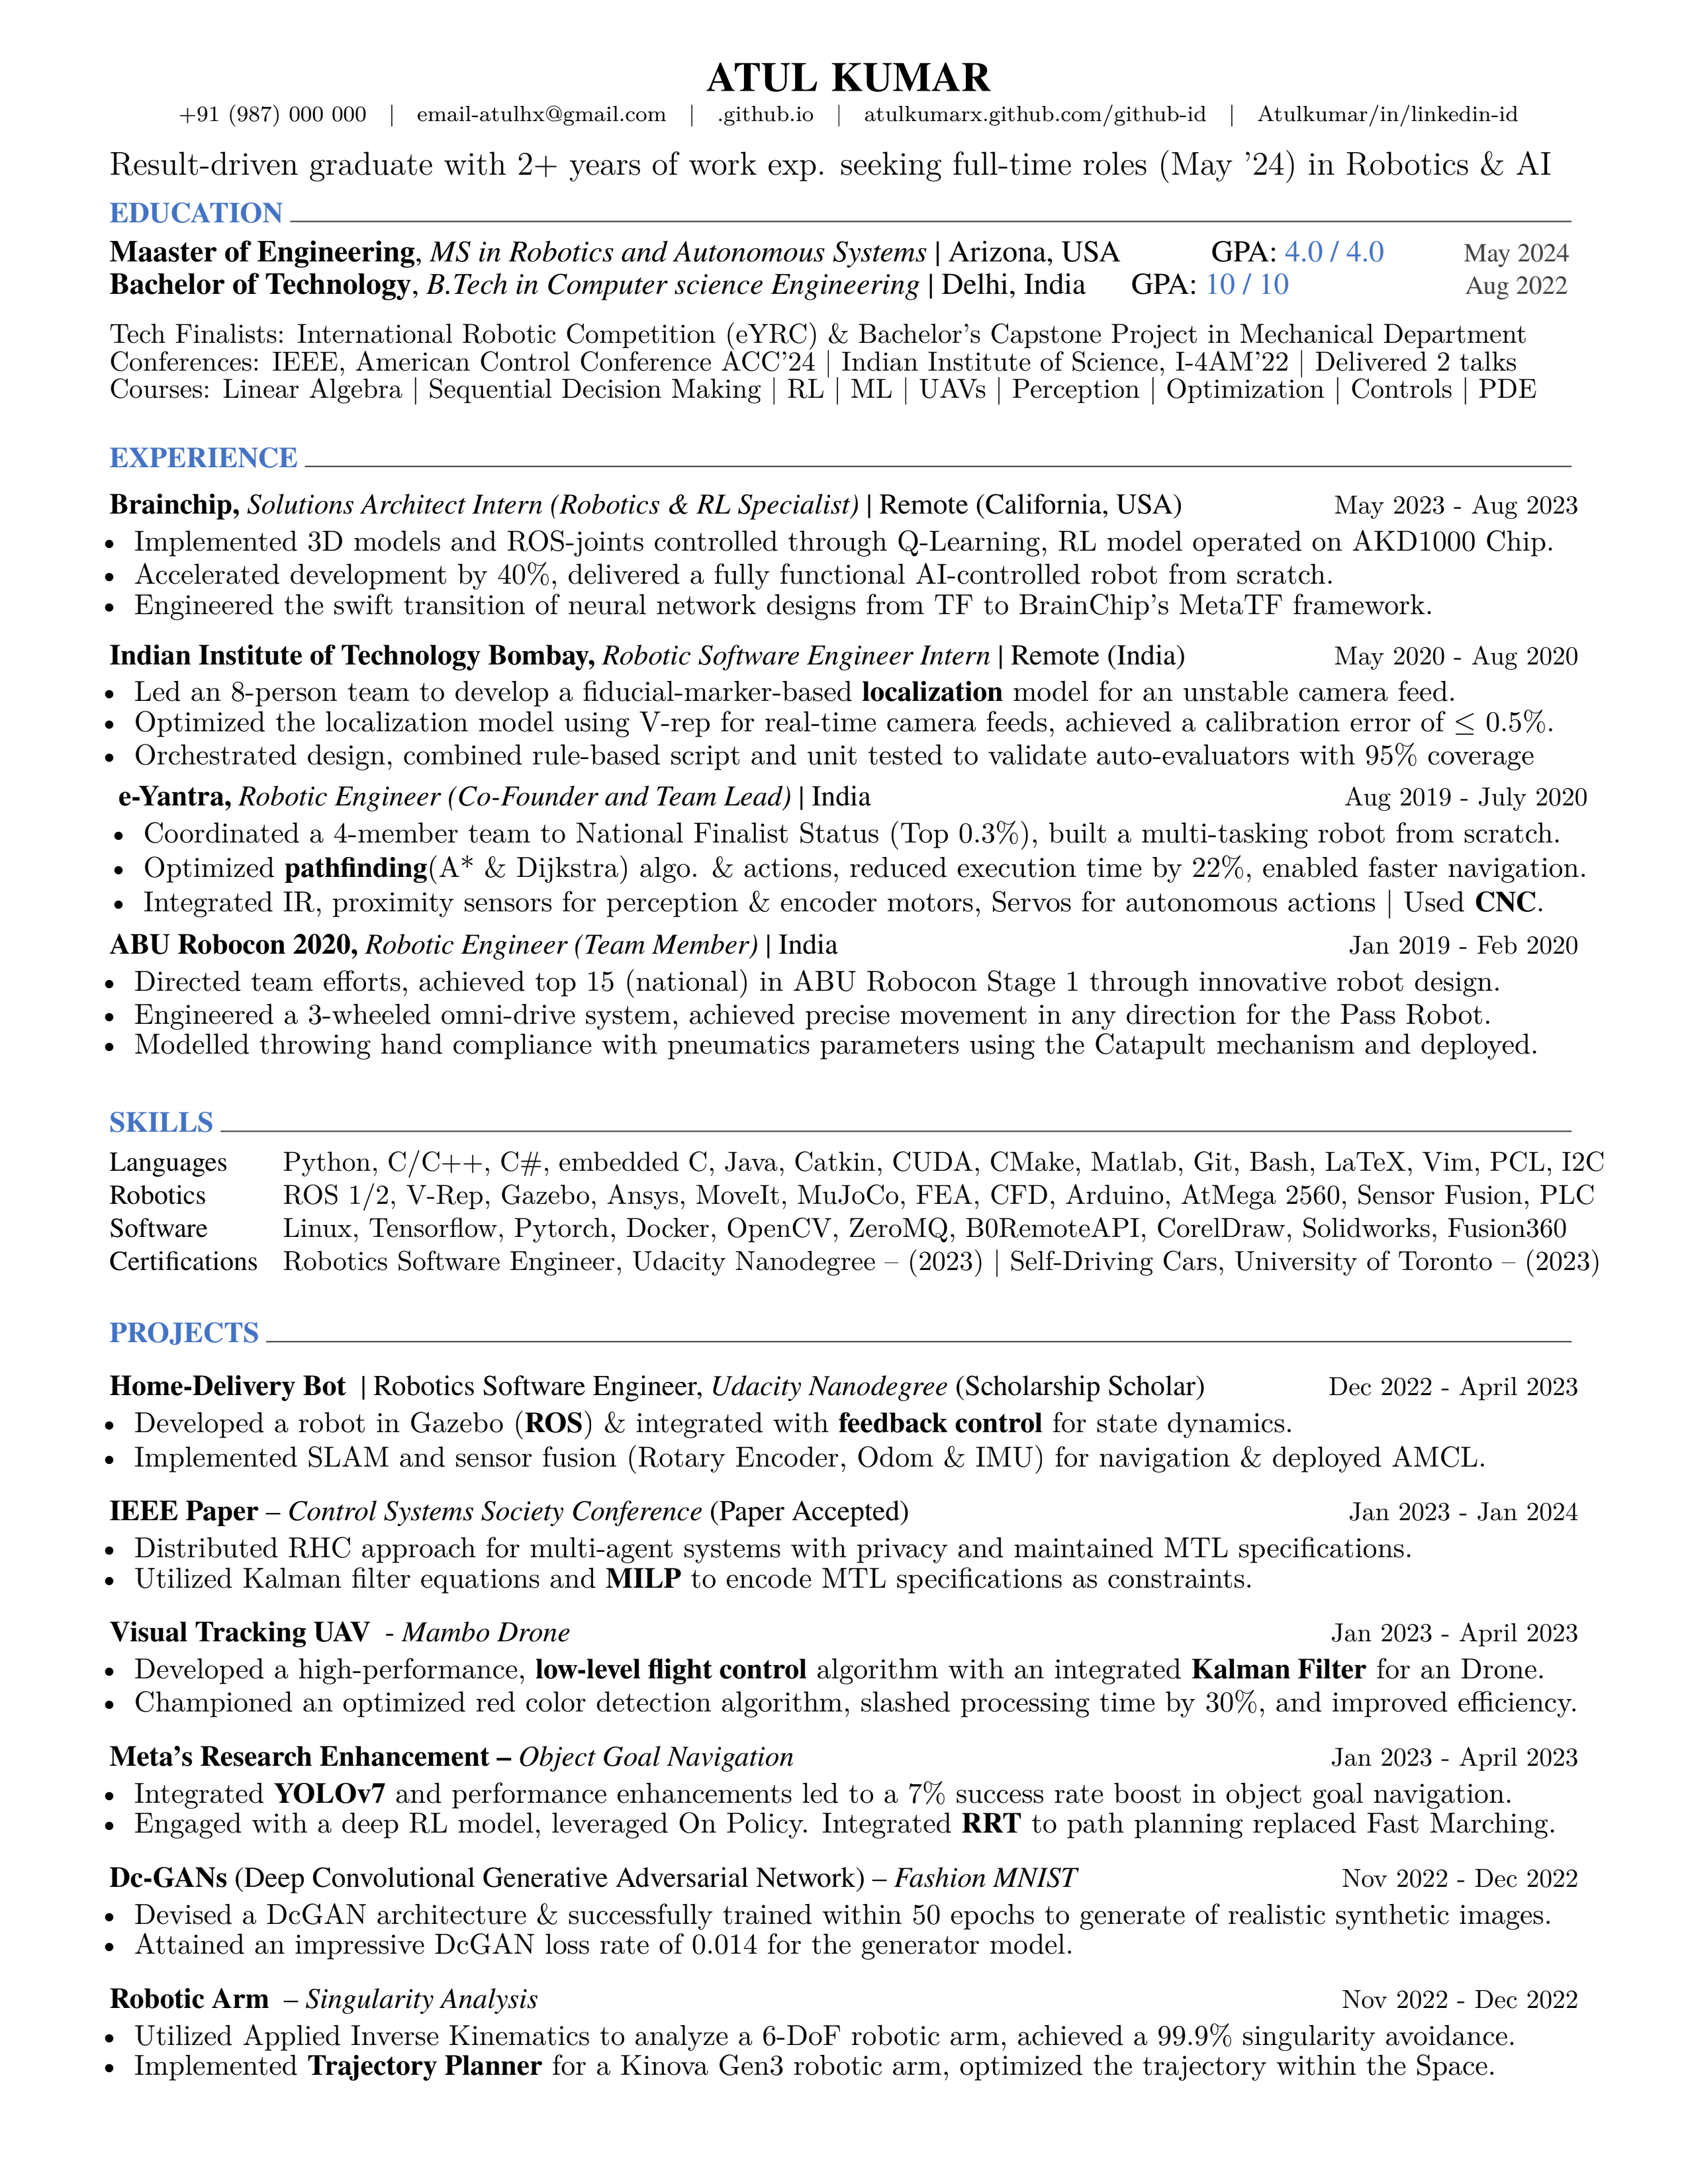 ATUL KUMAR
+91 (987) 000 000 | email-atulhx@gmail.com | .github.io | atulkumarx.github.com/github-id | Atulkumar/in/linkedin-id
Result-driven graduate with 2+ years of work exp. seeking full-time roles (May '24) in Robotics & AI
EDUCATION
Maaster of Engineering, MS in Robotics and Autonomous Systems | Arizona, USA GPA: 4.0 / 4.0 May 2024
Bachelor of Technology, B.Tech in Computer science Engineering | Delhi, India GPA: 10 / 10 Aug 2022
Tech Finalists: International Robotic Competition (eYRC) & Bachelor's Capstone Project in Mechanical Department
Conferences: IEEE, American Control Conference ACC'24 | Indian Institute of Science, I-4AM'22 | Delivered 2 talks
Courses: Linear Algebra | Sequential Decision Making | RL | ML | UAVs | Perception | Optimization | Controls | PDE
EXPERIENCE
Brainchip, Solutions Architect Intern (Robotics & RL Specialist) | Remote (California, USA) May 2023 - Aug 2023
• Implemented 3D models and ROS-joints controlled through Q-Learning, RL model operated on AKD1000 Chip.
• Accelerated development by 40%, delivered a fully functional AI-controlled robot from scratch.
• Engineered the swift transition of neural network designs from TF to BrainChip's MetaTF framework.
Indian Institute of Technology Bombay, Robotic Software Engineer Intern | Remote (India) May 2020 - Aug 2020
• Led an 8-person team to develop a fiducial-marker-based localization model for an unstable camera feed.
• Optimized the localization model using V-rep for real-time camera feeds, achieved a calibration error of ≤ 0.5%.
• Orchestrated design, combined rule-based script and unit tested to validate auto-evaluators with 95% coverage
e-Yantra, Robotic Engineer (Co-Founder and Team Lead) | India Aug 2019 - July 2020
• Coordinated a 4-member team to National Finalist Status (Top 0.3%), built a multi-tasking robot from scratch.
• Optimized pathfinding(A* & Dijkstra) algo. & actions, reduced execution time by 22%, enabled faster navigation.
• Integrated IR, proximity sensors for perception & encoder motors, Servos for autonomous actions | Used CNC.
ABU Robocon 2020, Robotic Engineer (Team Member) | India Jan 2019 - Feb 2020
• Directed team efforts, achieved top 15 (national) in ABU Robocon Stage 1 through innovative robot design.
• Engineered a 3-wheeled omni-drive system, achieved precise movement in any direction for the Pass Robot.
• Modelled throwing hand compliance with pneumatics parameters using the Catapult mechanism and deployed.
SKILLS
Languages Python, C/C++, C#, embedded C, Java, Catkin, CUDA, CMake, Matlab, Git, Bash, LaTeX, Vim, PCL, I2C
Robotics ROS 1/2, V-Rep, Gazebo, Ansys, MoveIt, MuJoCo, FEA, CFD, Arduino, AtMega 2560, Sensor Fusion, PLC
Software Linux, Tensorflow, Pytorch, Docker, OpenCV, ZeroMQ, B0RemoteAPI, CorelDraw, Solidworks, Fusion360
Certifications Robotics Software Engineer, Udacity Nanodegree – (2023) | Self-Driving Cars, University of Toronto – (2023)
PROJECTS
Home-Delivery Bot | Robotics Software Engineer, Udacity Nanodegree (Scholarship Scholar) Dec 2022 - April 2023
• Developed a robot in Gazebo (ROS) & integrated with feedback control for state dynamics.
• Implemented SLAM and sensor fusion (Rotary Encoder, Odom & IMU) for navigation & deployed AMCL.
IEEE Paper – Control Systems Society Conference (Paper Accepted) Jan 2023 - Jan 2024
• Distributed RHC approach for multi-agent systems with privacy and maintained MTL specifications.
• Utilized Kalman filter equations and MILP to encode MTL specifications as constraints.
Visual Tracking UAV - Mambo Drone Jan 2023 - April 2023
• Developed a high-performance, low-level flight control algorithm with an integrated Kalman Filter for an Drone.
• Championed an optimized red color detection algorithm, slashed processing time by 30%, and improved efficiency.
Meta's Research Enhancement – Object Goal Navigation Jan 2023 - April 2023
• Integrated YOLOv7 and performance enhancements led to a 7% success rate boost in object goal navigation.
• Engaged with a deep RL model, leveraged On Policy. Integrated RRT to path planning replaced Fast Marching.
Dc-GANs (Deep Convolutional Generative Adversarial Network) – Fashion MNIST Nov 2022 - Dec 2022
• Devised a DcGAN architecture & successfully trained within 50 epochs to generate of realistic synthetic images.
• Attained an impressive DcGAN loss rate of 0.014 for the generator model.
Robotic Arm – Singularity Analysis Nov 2022 - Dec 2022
• Utilized Applied Inverse Kinematics to analyze a 6-DoF robotic arm, achieved a 99.9% singularity avoidance.
• Implemented Trajectory Planner for a Kinova Gen3 robotic arm, optimized the trajectory within the Space.